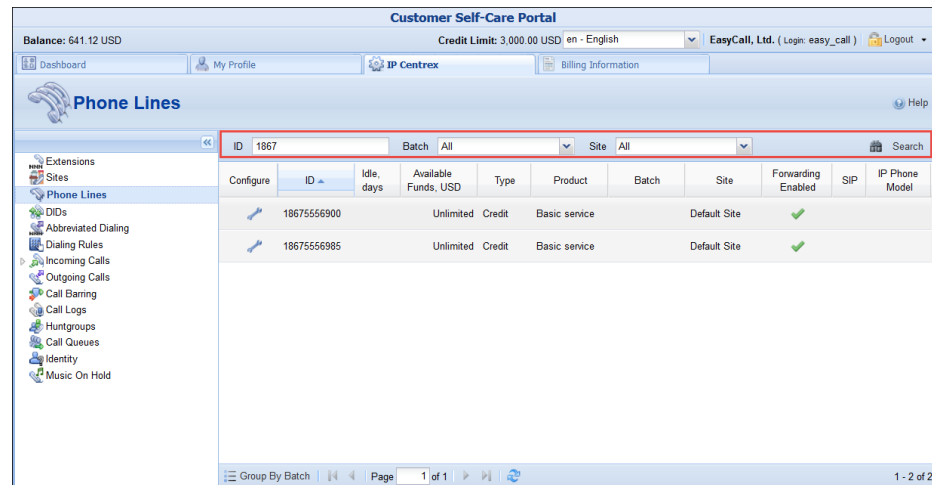 Customer Self-Care Portal
Balance: 641.12 USD Credit Limit: 3,000.00 USD en - English EasyCall, Ltd. ( Login: easy_call ) Logout
Dashboard My Profile IP Centrex Billing Information
Phone Lines Help
ID 1867 Batch All Site All Search
Extensions
Sites
Phone Lines
DIDs
Abbreviated Dialing
Dialing Rules
Incoming Calls
Outgoing Calls
Call Barring
Call Logs
Huntgroups
Call Queues
Identity
Music On Hold
Configure ID Idle, days Available Funds, USD Type Product Batch Site Forwarding Enabled SIP IP Phone Model
18675556900 Unlimited Credit Basic service Default Site
18675556985 Unlimited Credit Basic service Default Site
Group By Batch Page 1 of 1 1 - 2 of 2